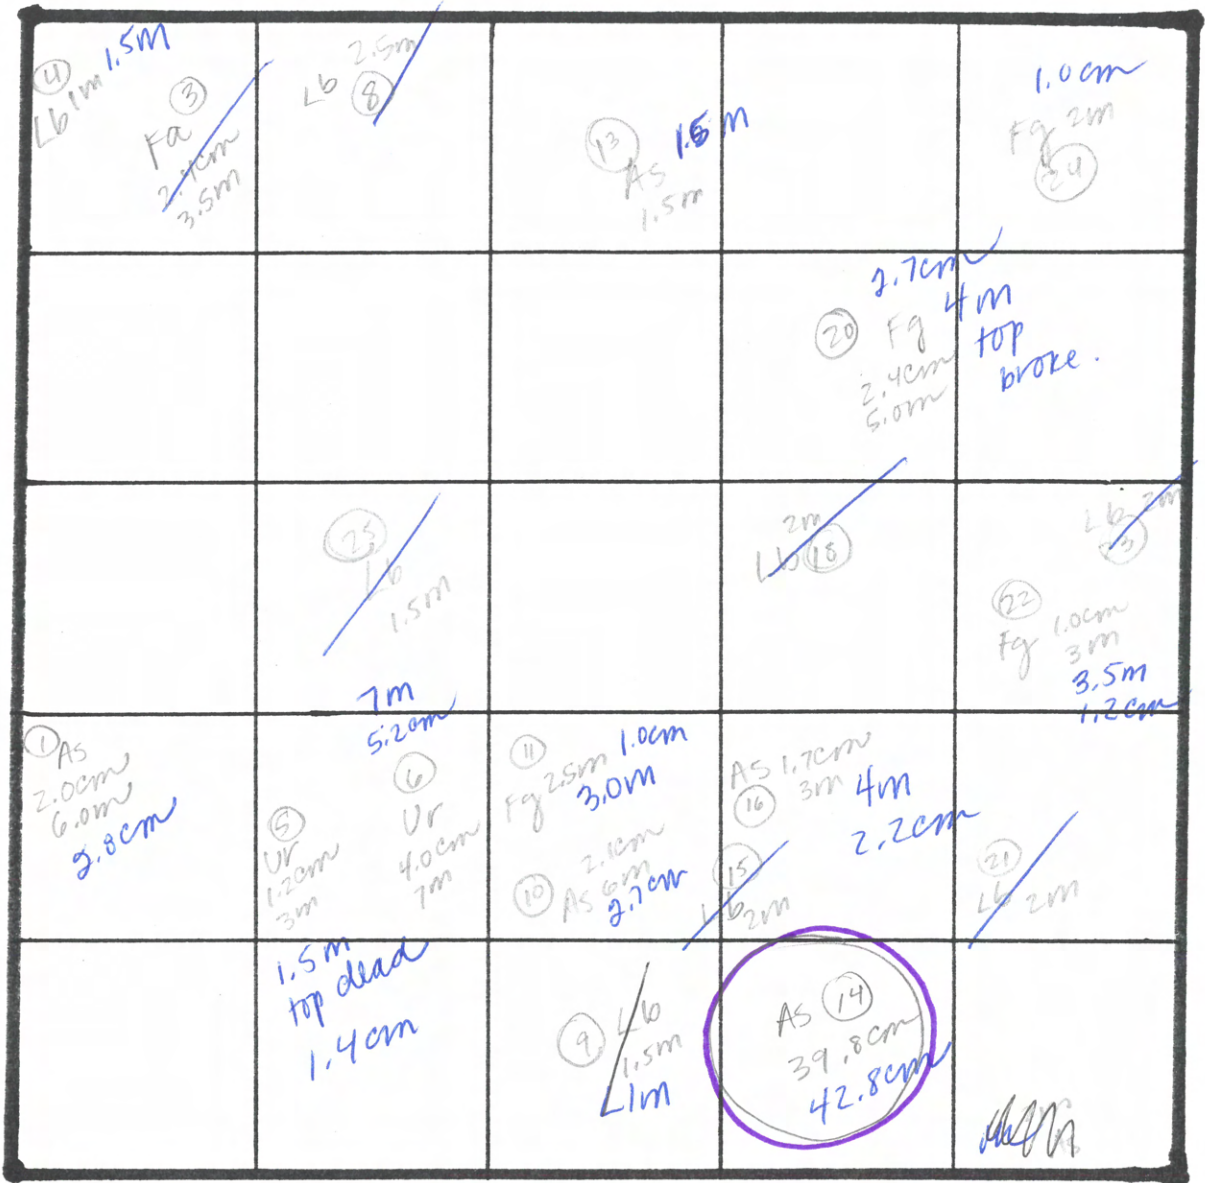 4 1.5m
Lb 1m
3
Fa
2.4cm
3.5m
2.5m
Lb 8
13 1.5 m
As
1.5m
1.0cm
Fg 2m
24
2.7cm
20 Fg 4m
2.4cm top
5.0m broke.
25
Lb
1.5m
2m
Lb 18
Lb 2m
23
22
Fg 1.0cm
3m
3.5m
1.2cm
1 As
2.0cm
6.0m
2.8cm
7m
5.2cm
6
Ur
4.0cm
7m
5
Ur
1.2cm
3m
1.5m
top dead
1.4cm
11
Fg 2.5m 1.0cm
3.0m
2.1cm
10 As 6m
2.7cm
As 1.7cm
16 3m 4m
2.2cm
15
Lb 2m
21
Lb 2m
9 Lb
1.5m
<1m
As 14
39.8cm
42.8cm